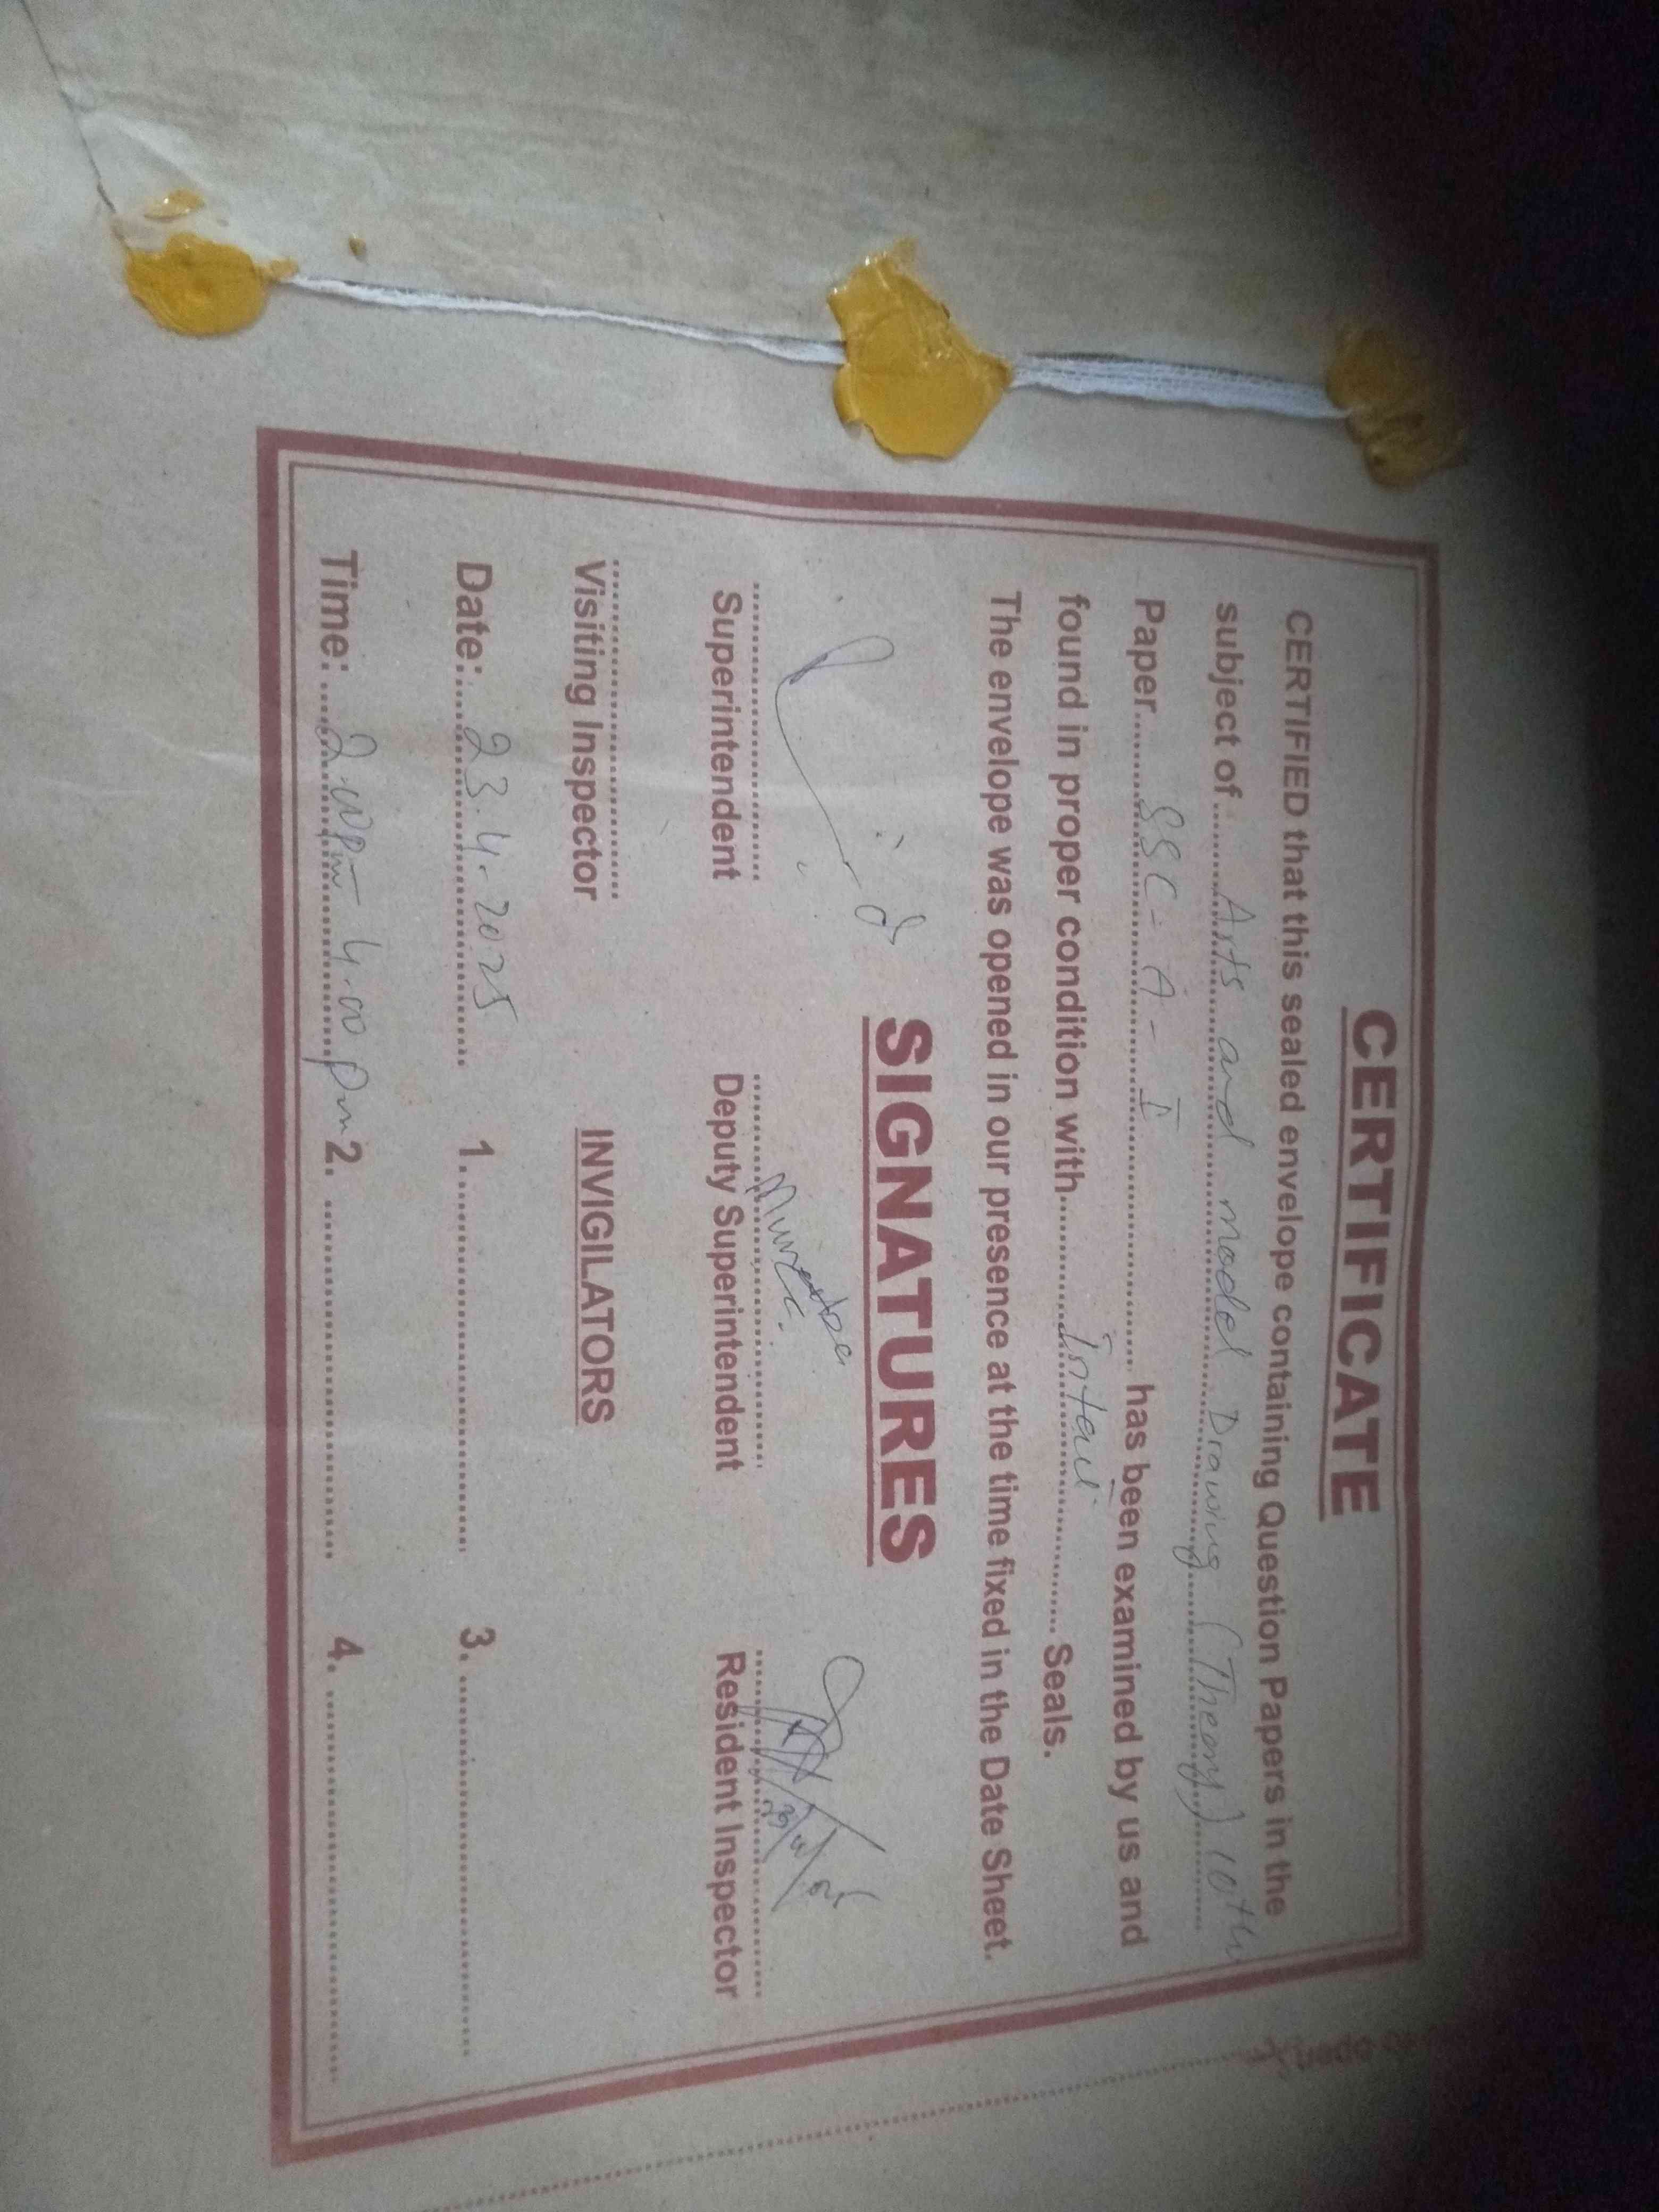 CERTIFICATE
CERTIFIED that this sealed envelope containing Question Papers in the
subject of Arts and model Drawing (Theory) 10th
Paper SSC-A-I has been examined by us and
found in proper condition with Intact Seals.
The envelope was opened in our presence at the time fixed in the Date Sheet.
SIGNATURES
Superintendent Deputy Superintendent Resident Inspector
Visiting Inspector INVIGILATORS
Date: 23.4.2025 1. 3.
Time: 2.00pm 4.00 pm 2. 4.